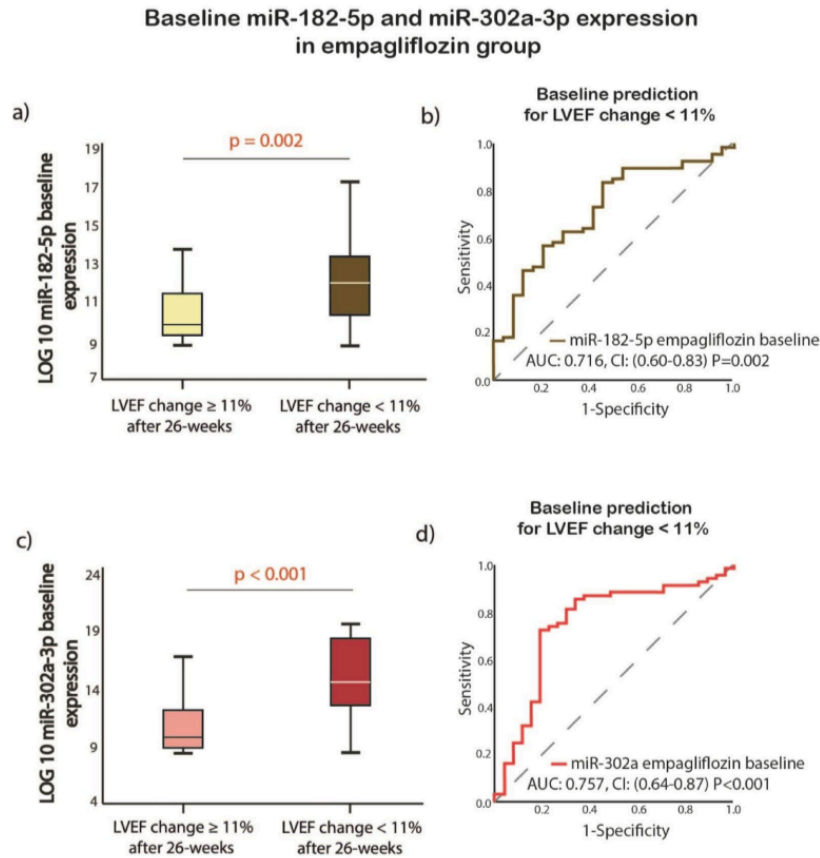 Baseline miR-182-5p and miR-302a-3p expression
in empagliflozin group
a)
LOG 10 miR-182-5p baseline
expression
19
17
15
13
11
9
7
p = 0.002
LVEF change ≥ 11%
after 26-weeks
LVEF change < 11%
after 26-weeks
b)
Baseline prediction
for LVEF change < 11%
Sensitivity
1.0
0.8
0.6
0.4
0.2
0.0
1.0
miR-182-5p empagliflozin baseline
AUC: 0.716, CI: (0.60-0.83) P=0.002
0.2
0.4
0.6
0.8
1.0
1-Specificity
c)
LOG 10 miR-302a-3p baseline
expression
24
19
14
9
4
p < 0.001
LVEF change ≥ 11%
after 26-weeks
LVEF change < 11%
after 26-weeks
d)
Baseline prediction
for LVEF change < 11%
Sensitivity
1.0
0.8
0.6
0.4
0.2
0.0
1.0
miR-302a empagliflozin baseline
AUC: 0.757, CI: (0.64-0.87) P<0.001
0.2
0.4
0.6
0.8
1.0
1-Specificity